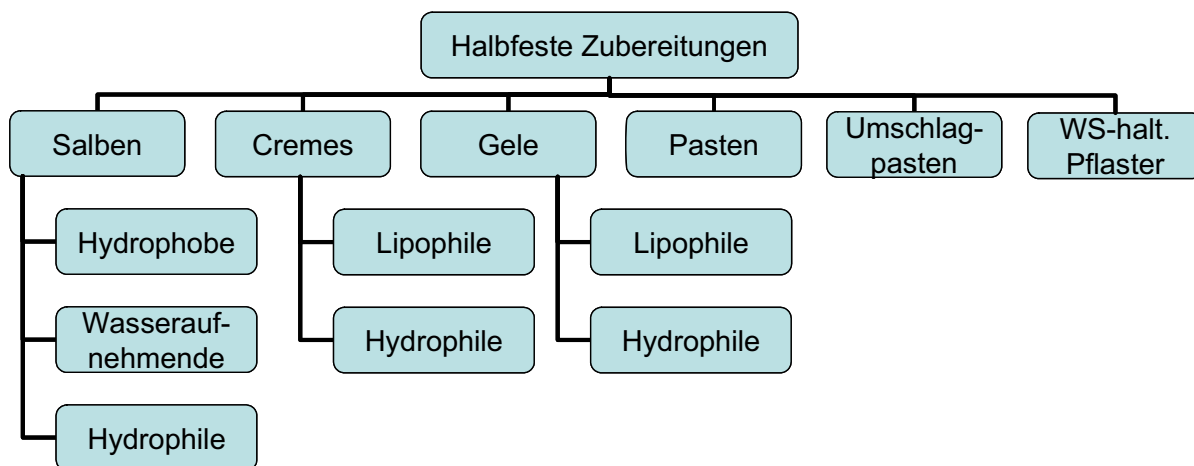 Halbfeste Zubereitungen
Salben
Cremes
Gele
Pasten
Umschlag-
pasten
WS-halt.
Pflaster
Hydrophobe
Lipophile
Lipophile
Wasserauf-
nehmende
Hydrophile
Hydrophile
Hydrophile